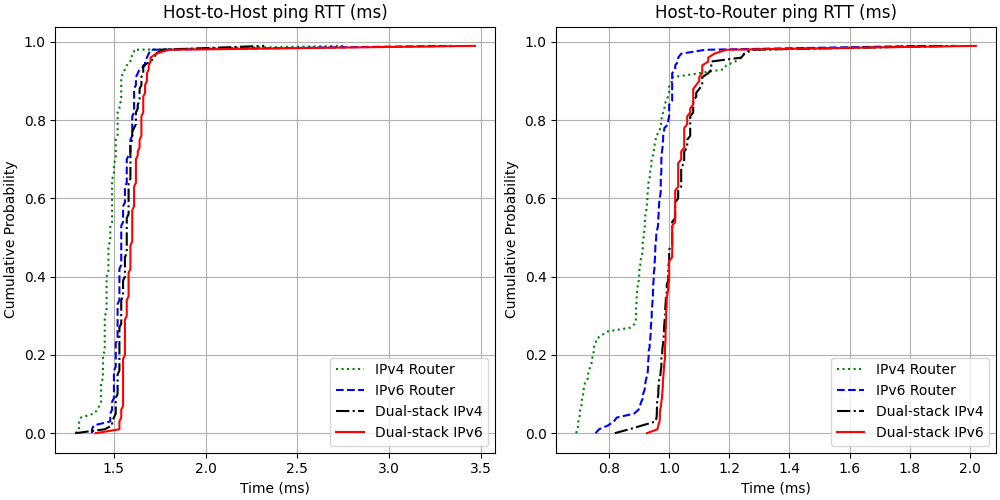 Host-to-Host ping RTT (ms)
Cumulative Probability
1.0
0.8
0.6
0.4
0.2
0.0
1.5
2.0
2.5
3.0
3.5
Time (ms)
IPv4 Router
IPv6 Router
Dual-stack IPv4
Dual-stack IPv6
Host-to-Router ping RTT (ms)
Cumulative Probability
1.0
0.8
0.6
0.4
0.2
0.0
0.8
1.0
1.2
1.4
1.6
1.8
2.0
Time (ms)
IPv4 Router
IPv6 Router
Dual-stack IPv4
Dual-stack IPv6